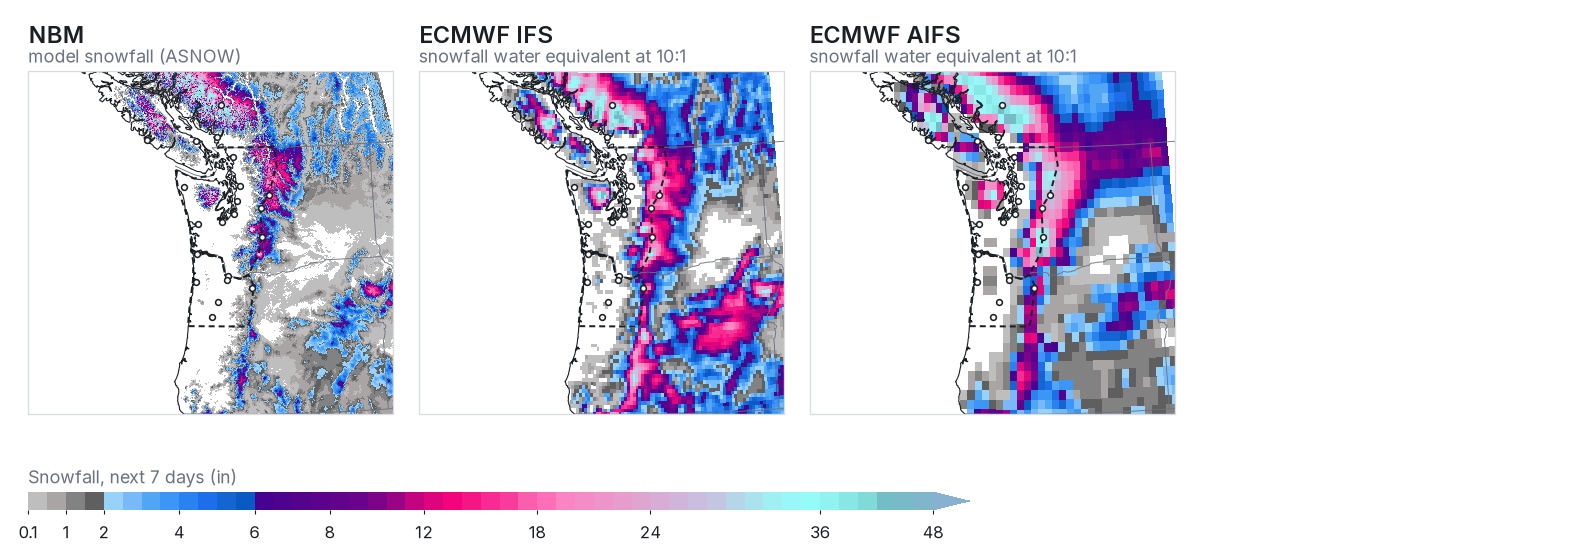 NBM
model snowfall (ASNOW)
ECMWF IFS
snowfall water equivalent at 10:1
ECMWF AIFS
snowfall water equivalent at 10:1
Snowfall, next 7 days (in)
0.1 1 2 4 6 8 12 18 24 36 48